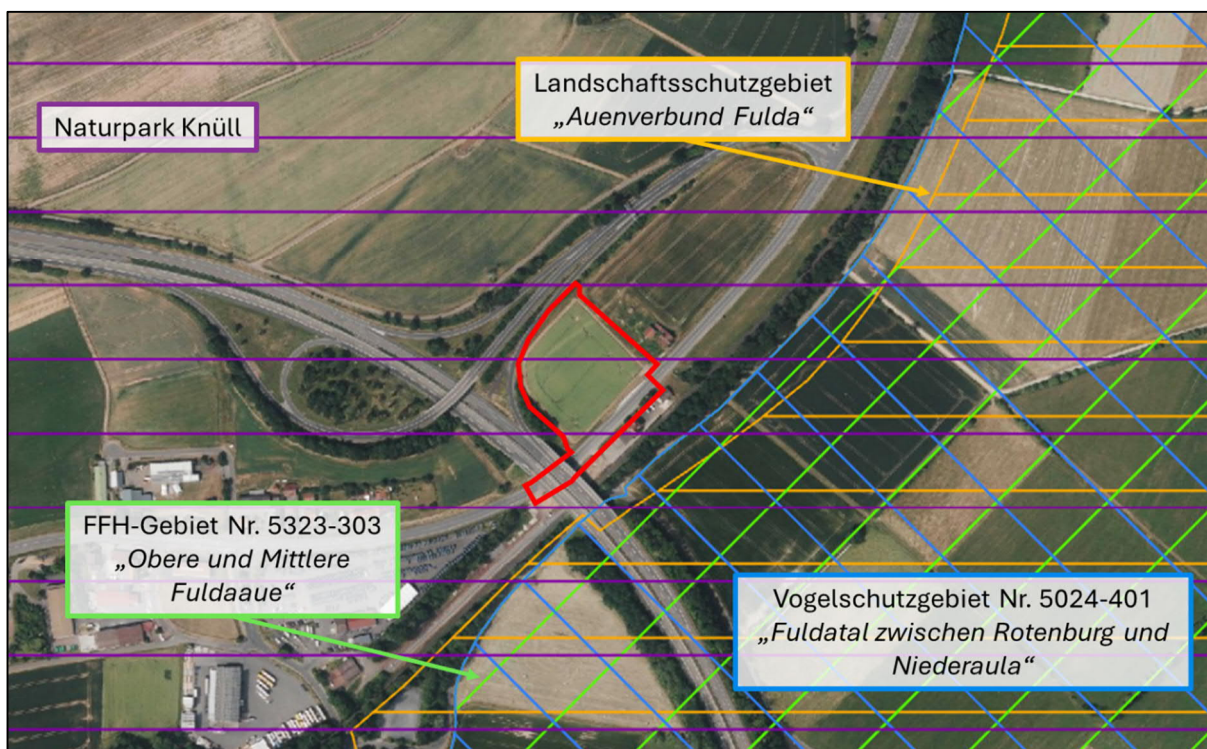 Landschaftsschutzgebiet
„Auenverbund Fulda“
Naturpark Knüll
FFH-Gebiet Nr. 5323-303
„Obere und Mittlere
Fuldaaue“
Vogelschutzgebiet Nr. 5024-401
„Fuldatal zwischen Rotenburg und
Niederaula“